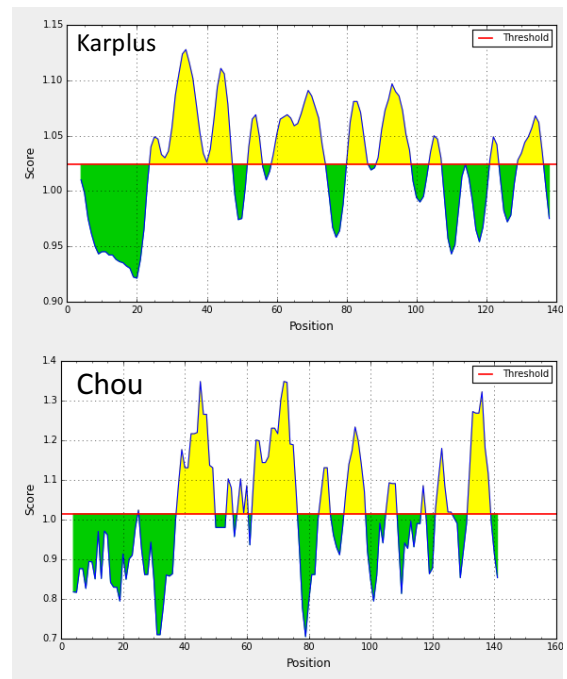 Karplus
Threshold
1.15
1.10
1.05
1.00
0.95
0.90
Score
0 20 40 60 80 100 120 140
Position
Chou
Threshold
1.4
1.3
1.2
1.1
1.0
0.9
0.8
0.7
Score
0 20 40 60 80 100 120 140 160
Position